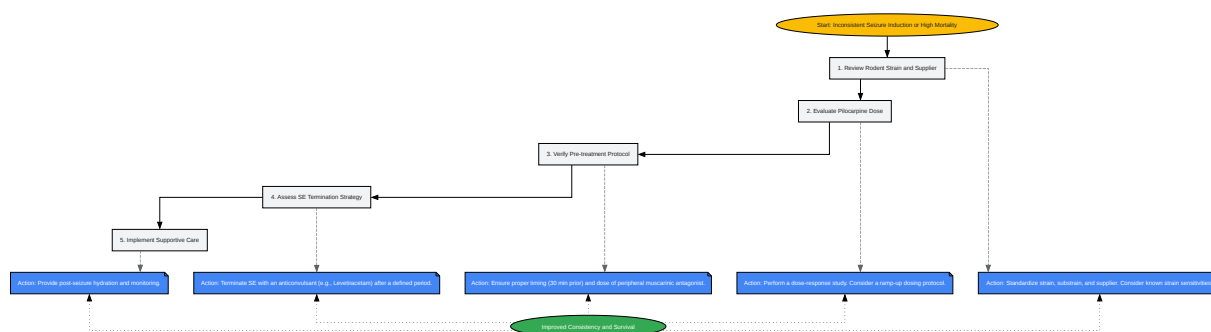 Start: Inconsistent Seizure Induction or High Mortality
1. Review Rodent Strain and Supplier
2. Evaluate Pilocarpine Dose
3. Verify Pre-treatment Protocol
4. Assess SE Termination Strategy
5. Implement Supportive Care
Action: Provide post-seizure hydration and monitoring.
Action: Terminate SE with an anticonvulsant (e.g., Levetiracetam) after a defined period.
Action: Ensure proper timing (30 min prior) and dose of peripheral muscarinic antagonist.
Action: Perform a dose-response study. Consider a ramp-up dosing protocol.
Action: Standardize strain, substrain, and supplier. Consider known strain sensitivities
Improved Consistency and Survival